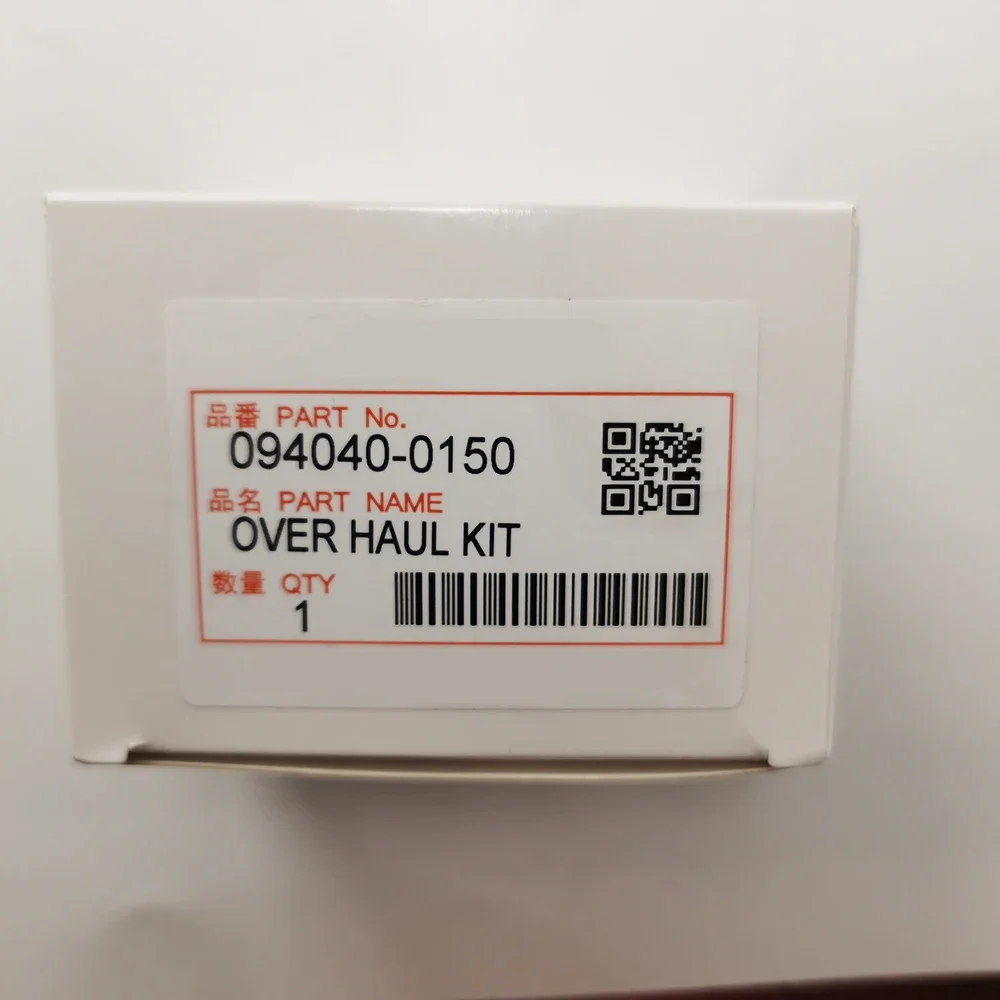 品番 PART No.
094040-0150
品名 PART NAME
OVER HAUL KIT
数量 QTY
1